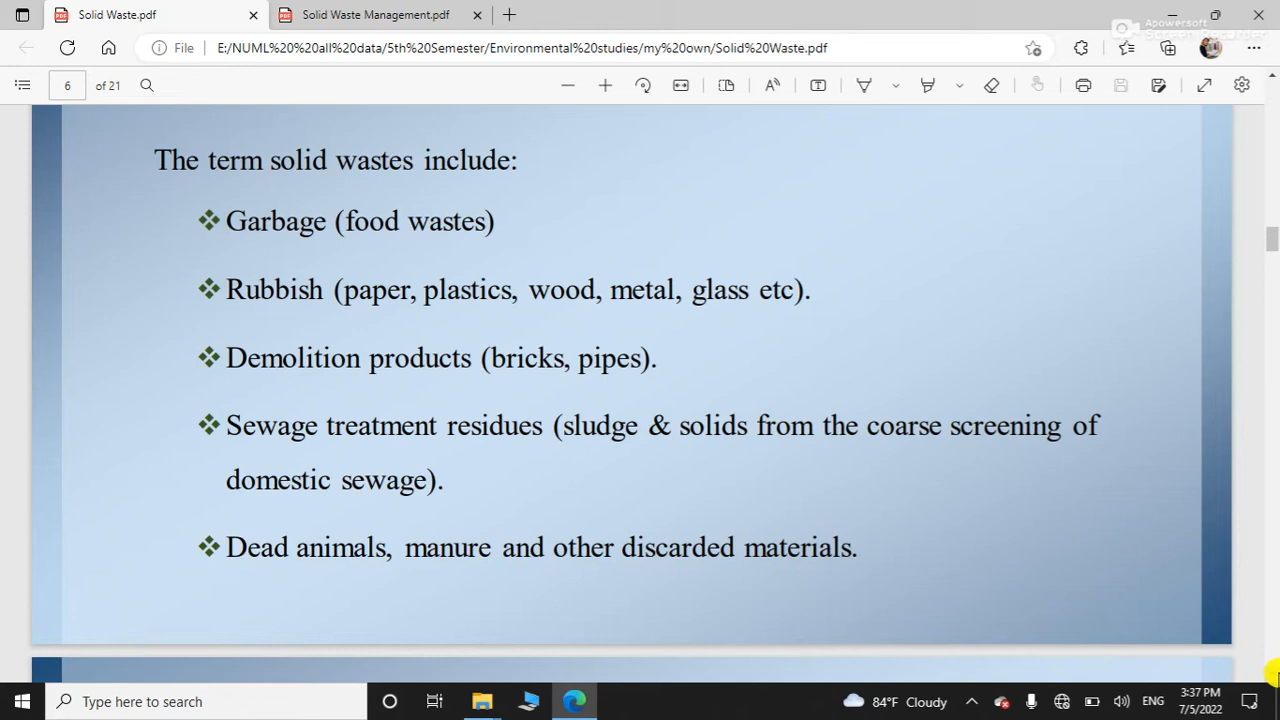 Solid Waste.pdf
Solid Waste Management.pdf
Apowersoft
Screen Recorder
File E:/NUML%20%20all%20data/5th%20Semester/Environmental%20studies/my%20own/Solid%20Waste.pdf
6 of 21
The term solid wastes include:
Garbage (food wastes)
Rubbish (paper, plastics, wood, metal, glass etc).
Demolition products (bricks, pipes).
Sewage treatment residues (sludge & solids from the coarse screening of
domestic sewage).
Dead animals, manure and other discarded materials.
Type here to search
84°F Cloudy
ENG
3:37 PM
7/5/2022